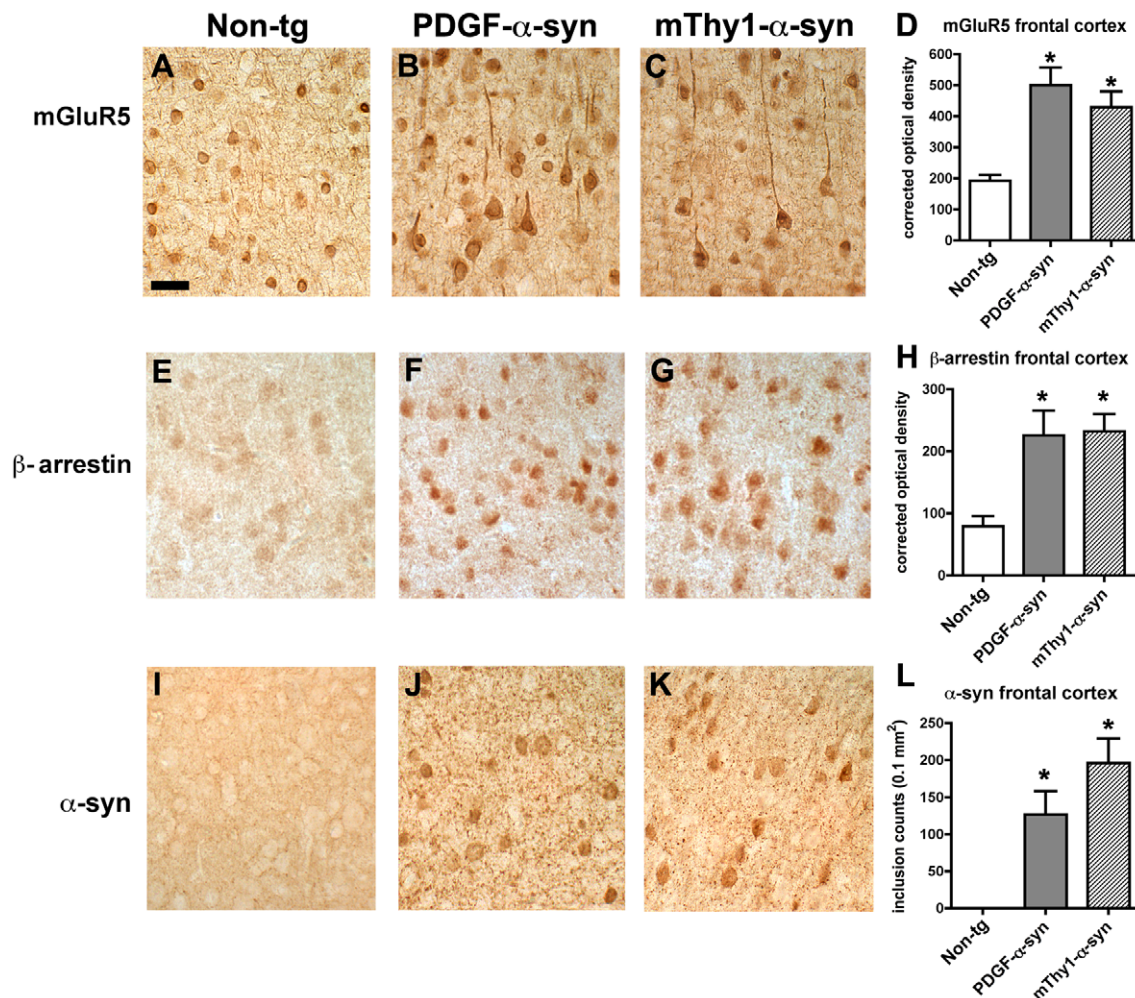 Non-tg PDGF-α-syn mThy1-α-syn
mGluR5
A
B
C
D mGluR5 frontal cortex
corrected optical density
600
500
400
300
200
100
0
*
*
Non-tg
PDGF-α-syn
mThy1-α-syn
β- arrestin
E
F
G
H β-arrestin frontal cortex
corrected optical density
300
200
100
0
*
*
Non-tg
PDGF-α-syn
mThy1-α-syn
α-syn
I
J
K
L α-syn frontal cortex
inclusion counts (0.1 mm²)
250
200
150
100
50
0
*
*
Non-tg
PDGF-α-syn
mThy1-α-syn